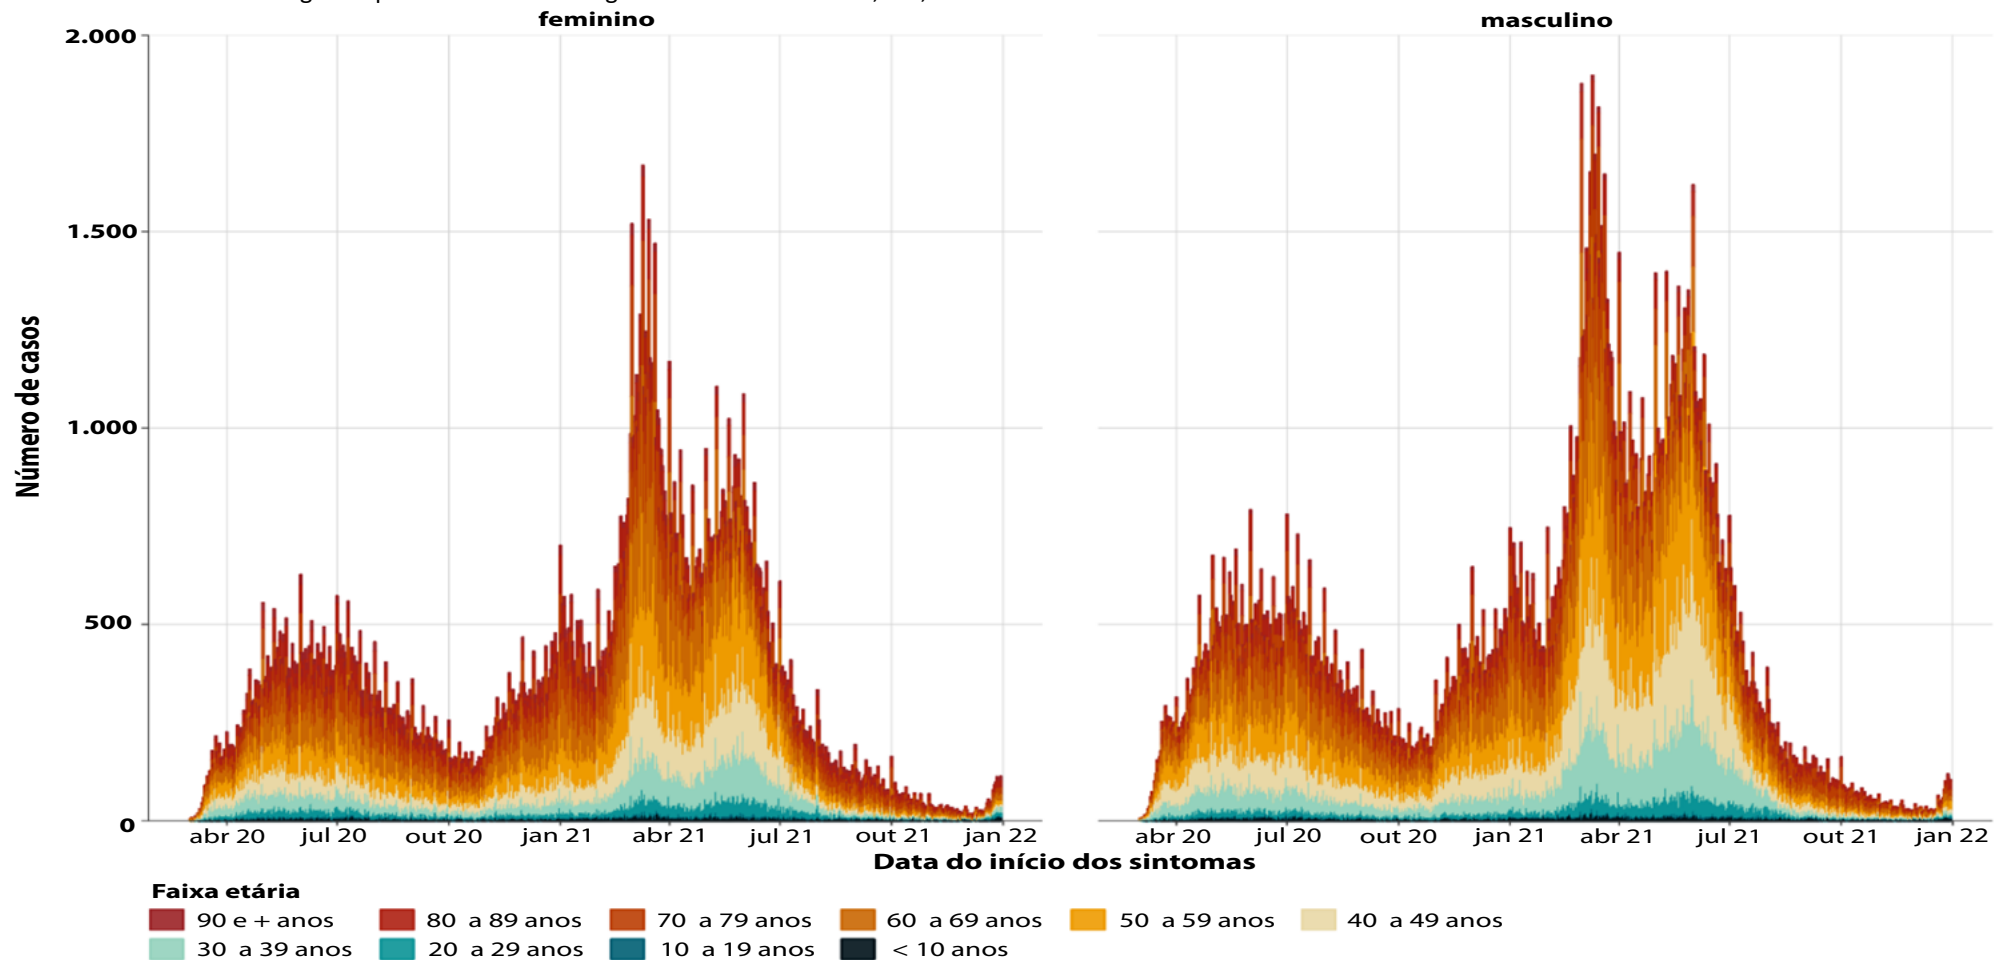 feminino
masculino
2.000
1.500
1.000
500
0
Número de casos
abr 20 jul 20 out 20 jan 21 abr 21 jul 21 out 21 jan 22
abr 20 jul 20 out 20 jan 21 abr 21 jul 21 out 21 jan 22
Data do início dos sintomas
Faixa etária
90 e + anos 80 a 89 anos 70 a 79 anos 60 a 69 anos 50 a 59 anos 40 a 49 anos
30 a 39 anos 20 a 29 anos 10 a 19 anos < 10 anos